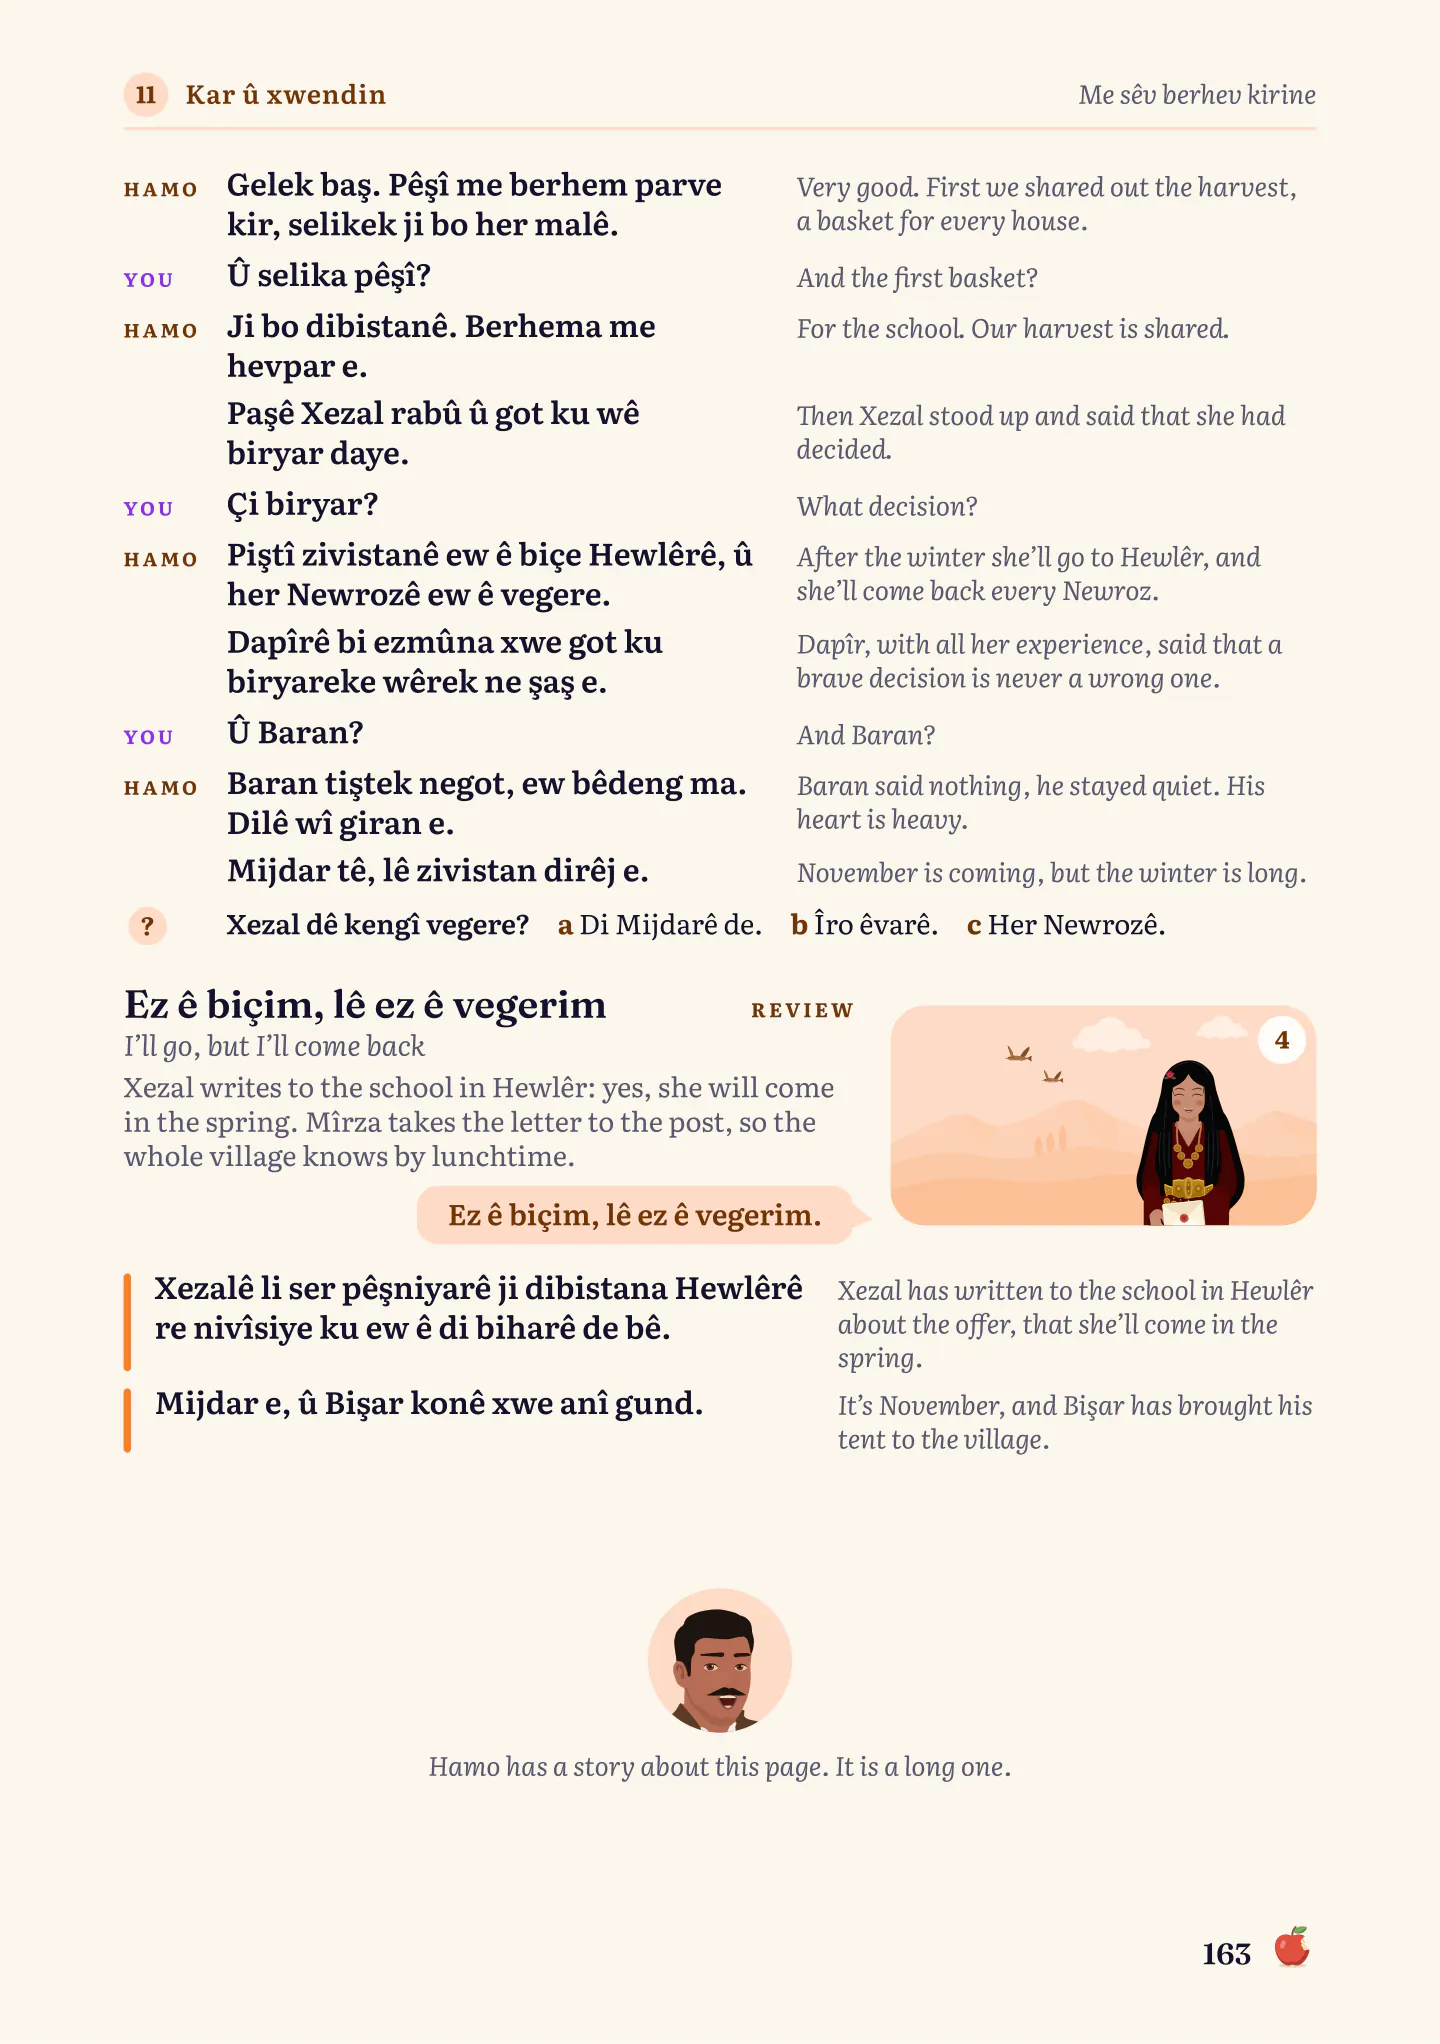 11 Kar û xwendin
Me sêv berhev kirine
HAMO Gelek baş. Pêşî me berhem parve
kir, selikek ji bo her malê.
Very good. First we shared out the harvest,
a basket for every house.
YOU Û selika pêşî?
And the first basket?
HAMO Ji bo dibistanê. Berhema me
hevpar e.
For the school. Our harvest is shared.
Paşê Xezal rabû û got ku wê
biryar daye.
Then Xezal stood up and said that she had
decided.
YOU Çi biryar?
What decision?
HAMO Piştî zivistanê ew ê biçe Hewlêrê, û
her Newrozê ew ê vegere.
After the winter she’ll go to Hewlêr, and
she’ll come back every Newroz.
Dapîrê bi ezmûna xwe got ku
biryareke wêrek ne şaş e.
Dapîr, with all her experience, said that a
brave decision is never a wrong one.
YOU Û Baran?
And Baran?
HAMO Baran tiştek negot, ew bêdeng ma.
Dilê wî giran e.
Baran said nothing, he stayed quiet. His
heart is heavy.
Mijdar tê, lê zivistan dirêj e.
November is coming, but the winter is long.
? Xezal dê kengî vegere? a Di Mijdarê de. b Îro êvarê. c Her Newrozê.
Ez ê biçim, lê ez ê vegerim
REVIEW
4
I’ll go, but I’ll come back
Xezal writes to the school in Hewlêr: yes, she will come
in the spring. Mîrza takes the letter to the post, so the
whole village knows by lunchtime.
Ez ê biçim, lê ez ê vegerim.
Xezalê li ser pêşniyarê ji dibistana Hewlêrê
re nivîsiye ku ew ê di biharê de bê.
Xezal has written to the school in Hewlêr
about the offer, that she’ll come in the
spring.
Mijdar e, û Bişar konê xwe anî gund.
It’s November, and Bişar has brought his
tent to the village.
Hamo has a story about this page. It is a long one.
163